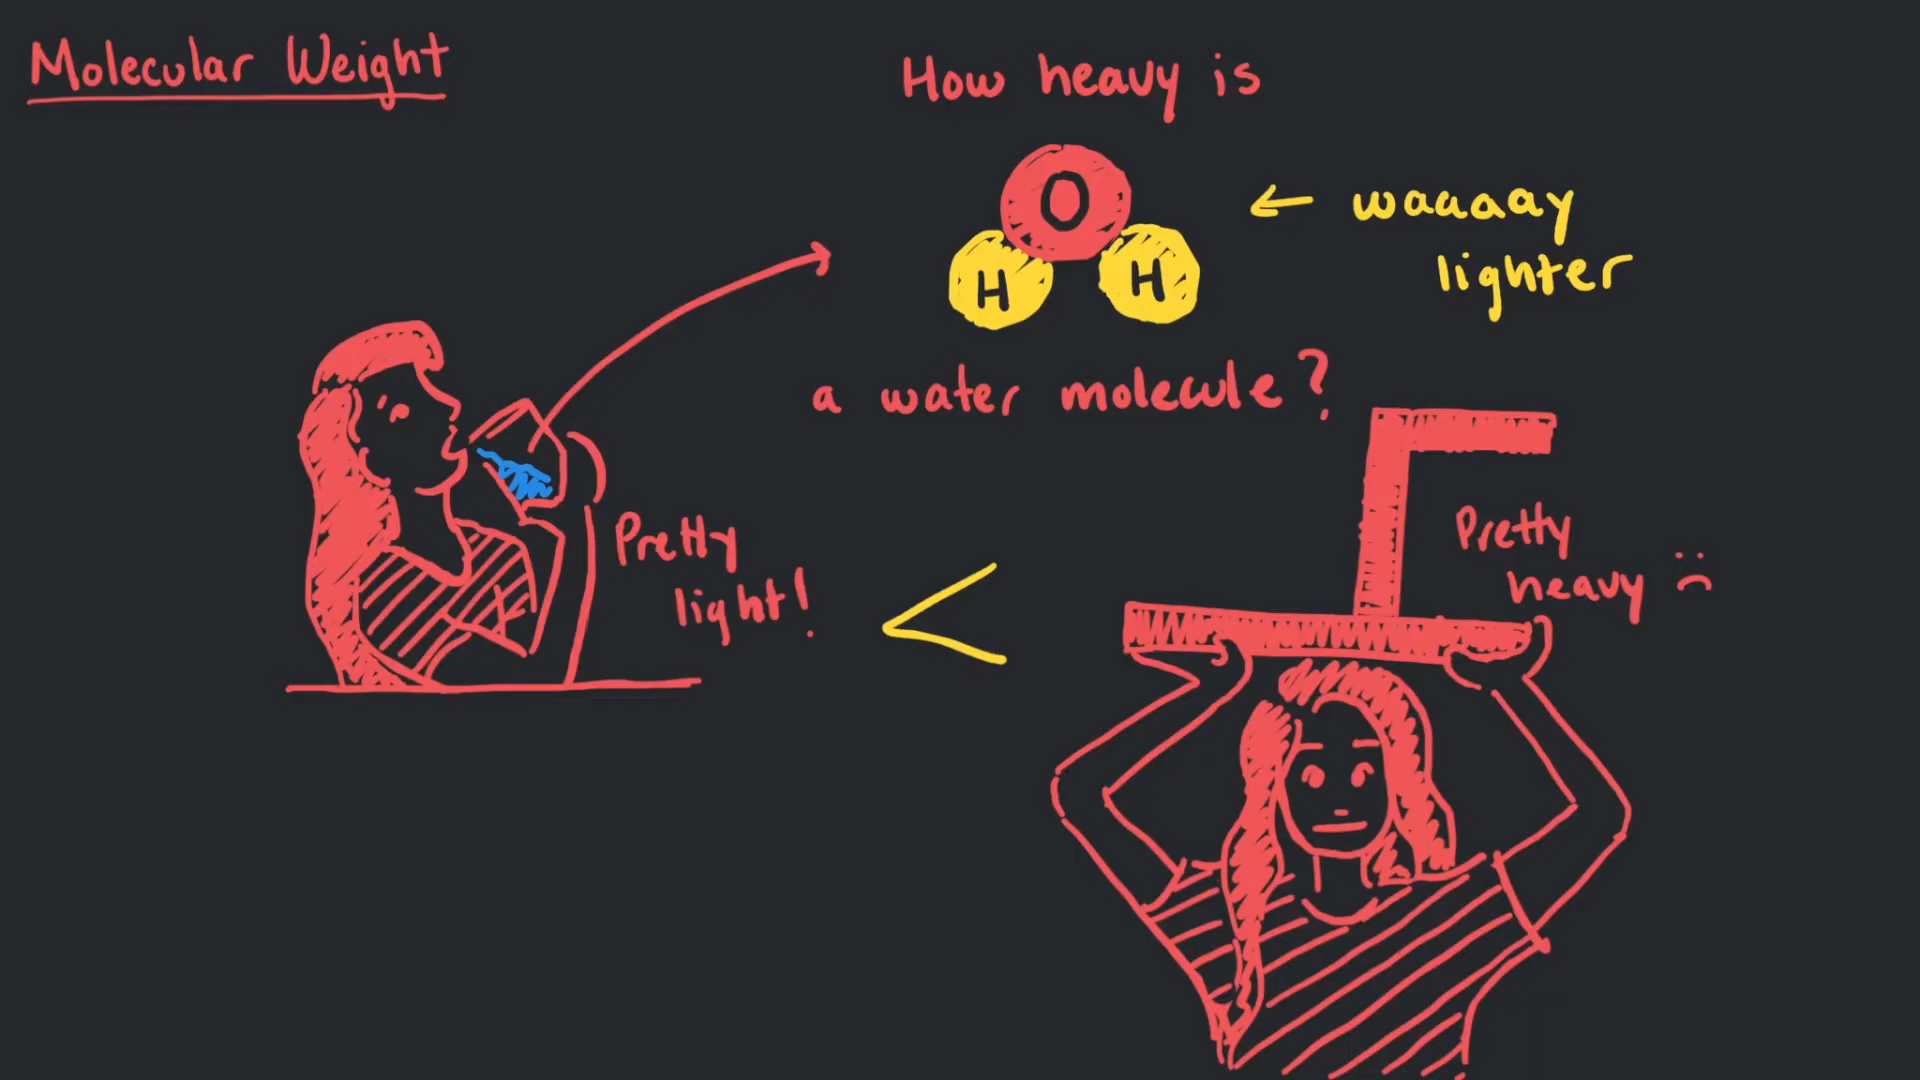 Molecular Weight
How heavy is
O
H H
← waaaay
lighter
a water molecule?
Pretty
light!
<
Pretty
heavy :(